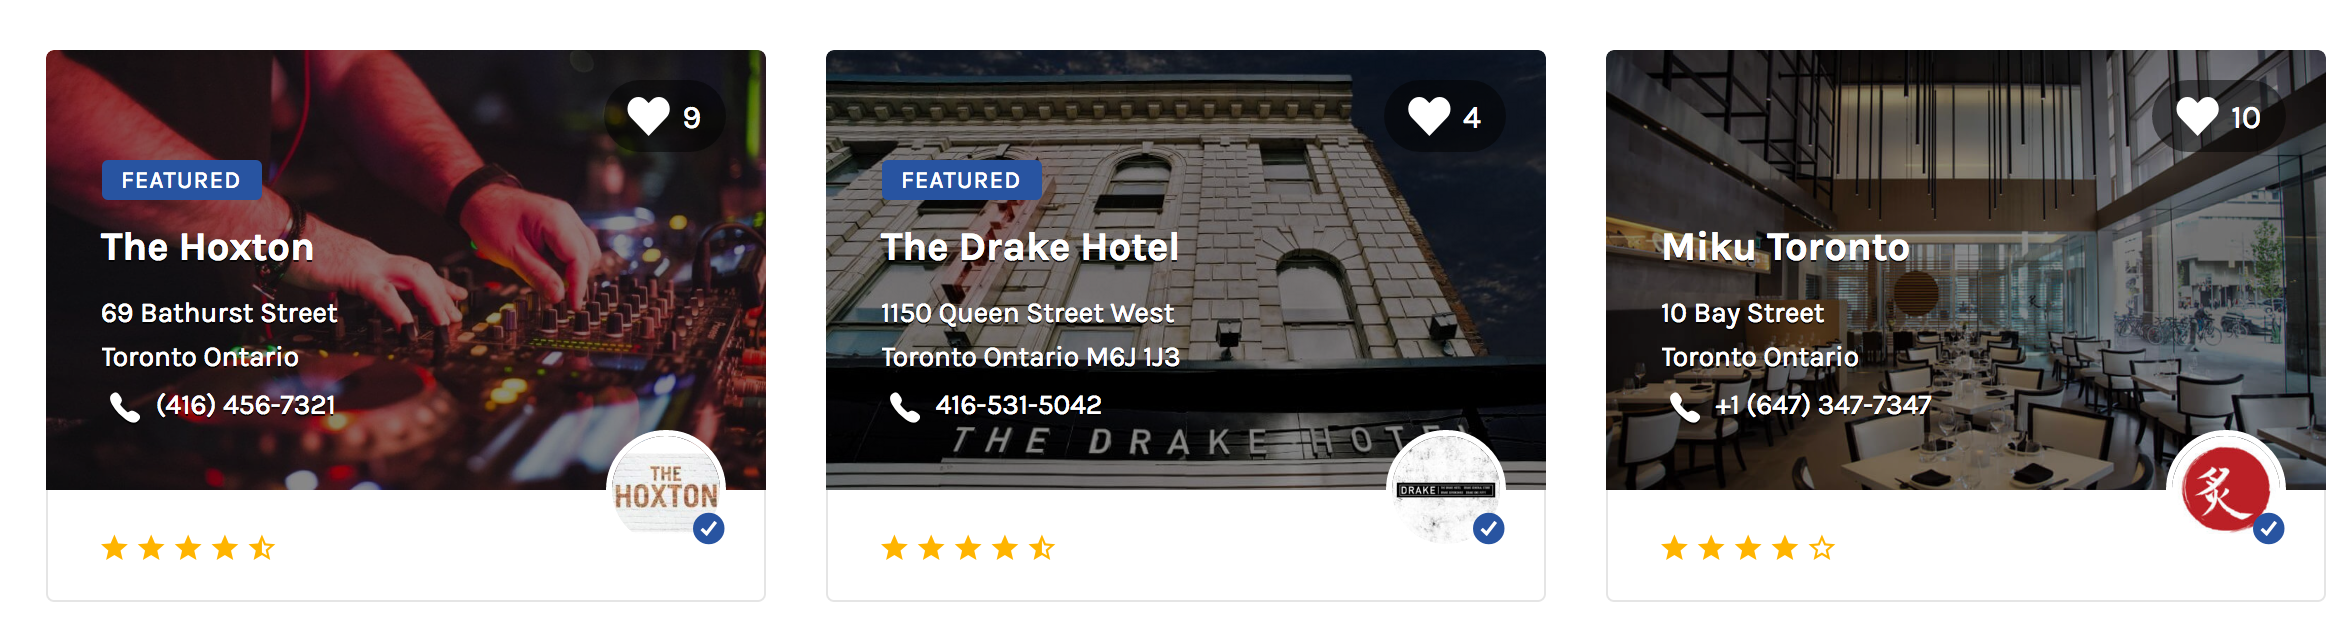 9
FEATURED
The Hoxton
69 Bathurst Street
Toronto Ontario
(416) 456-7321
THE
HOXTON
4
FEATURED
The Drake Hotel
1150 Queen Street West
Toronto Ontario M6J 1J3
416-531-5042
THE DRAKE HOTEL
DRAKE
10
Miku Toronto
10 Bay Street
Toronto Ontario
+1 (647) 347-7347
炙